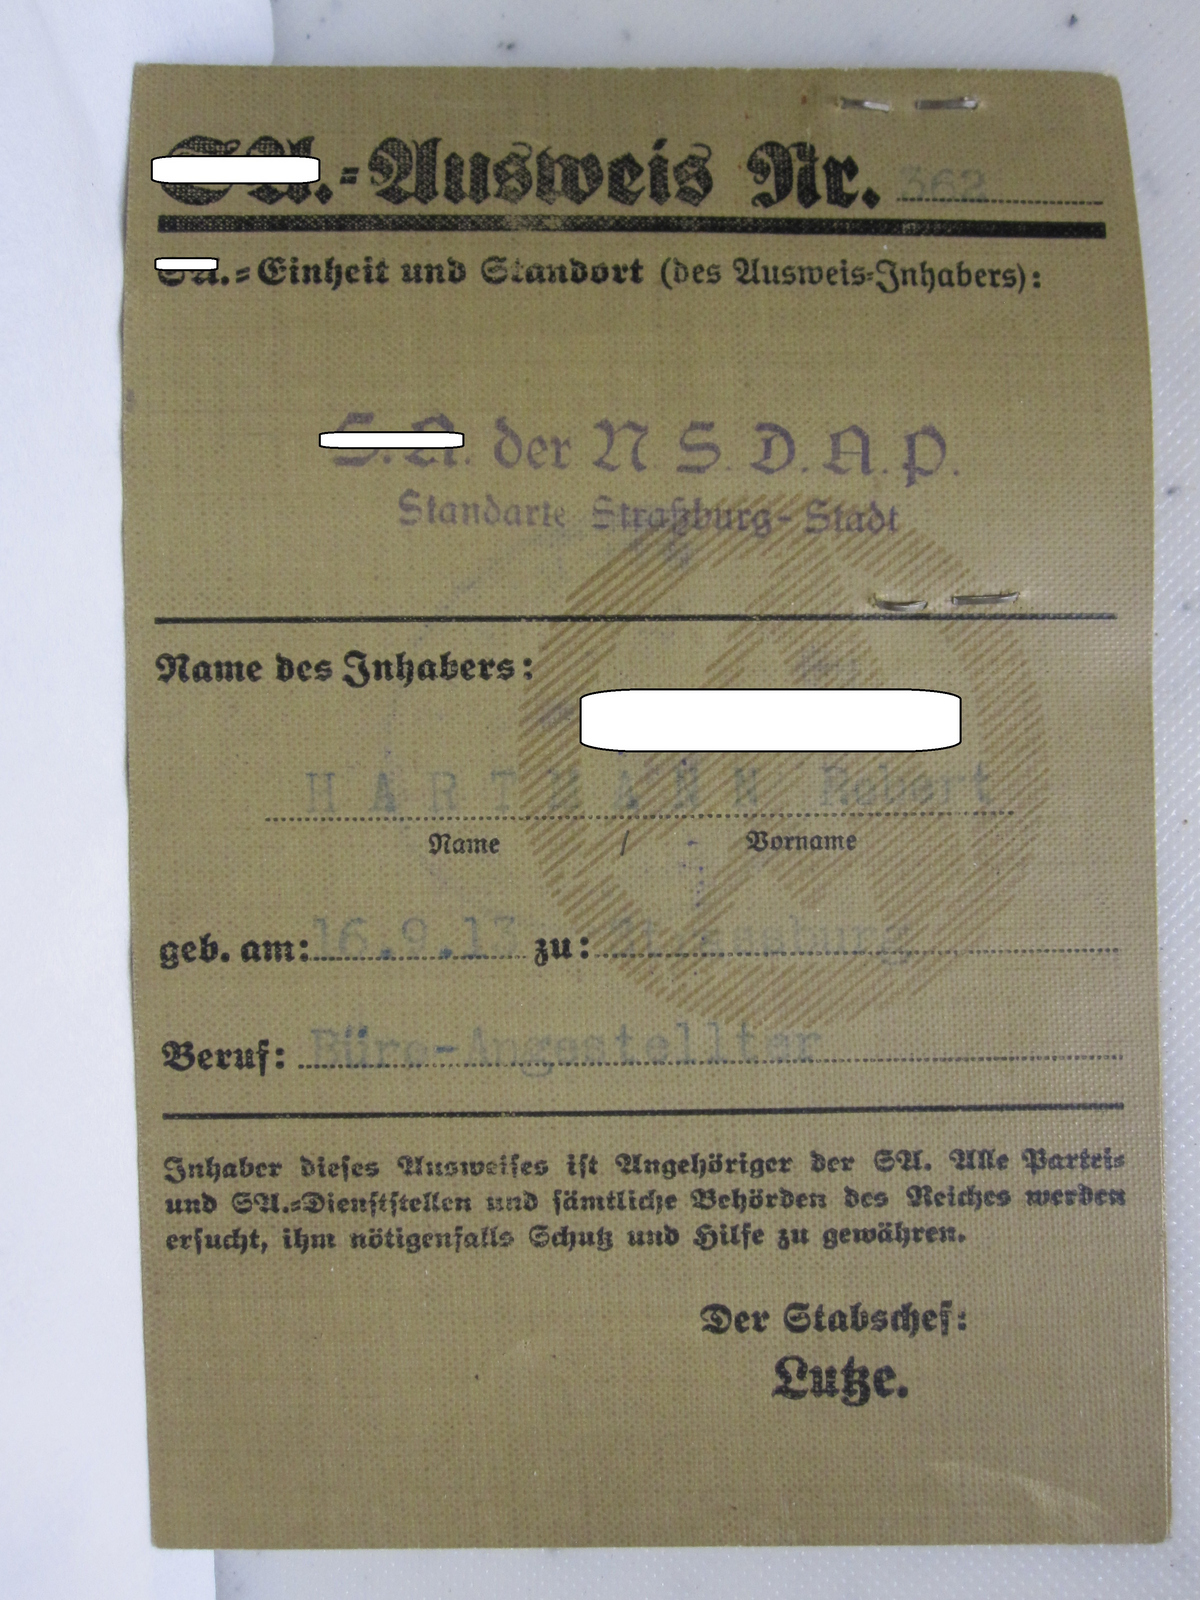 SA.=Ausweis Nr. 362
SA.=Einheit und Standort (des Ausweis=Inhabers):
S.A. der N S. D. A. P.
Standarte Straßburg-Stadt
Name des Inhabers:
HARTMANN Robert
Name / Vorname
geb. am: 16.9.13 zu: Strassburg
Beruf: Büro-Angestellter
Inhaber dieses Ausweises ist Angehöriger der SA. Alle Partei=
und SA.=Dienststellen und sämtliche Behörden des Reiches werden
ersucht, ihm nötigenfalls Schutz und Hilfe zu gewähren.
Der Stabschef:
Lutze.